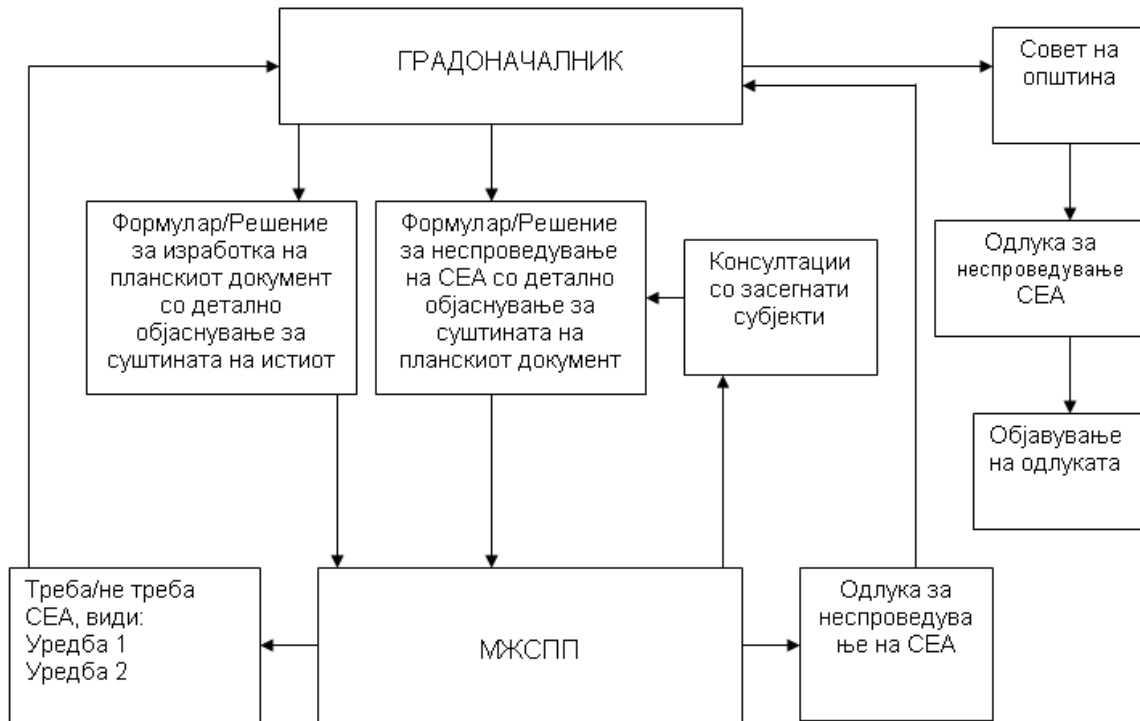 ГРАДОНАЧАЛНИК
Совет на
општина
Формулар/Решение
за изработка на
планскиот документ
со детално
објаснување за
суштината на истиот
Формулар/Решение
за неспроведување
на СЕА со детално
објаснување за
суштината на
планскиот документ
Консултации
со засегнати
субјекти
Одлука за
неспроведување
СЕА
Објавување
на одлуката
Треба/не треба
СЕА, види:
Уредба 1
Уредба 2
МЖСПП
Одлука за
неспроведува
ње на СЕА